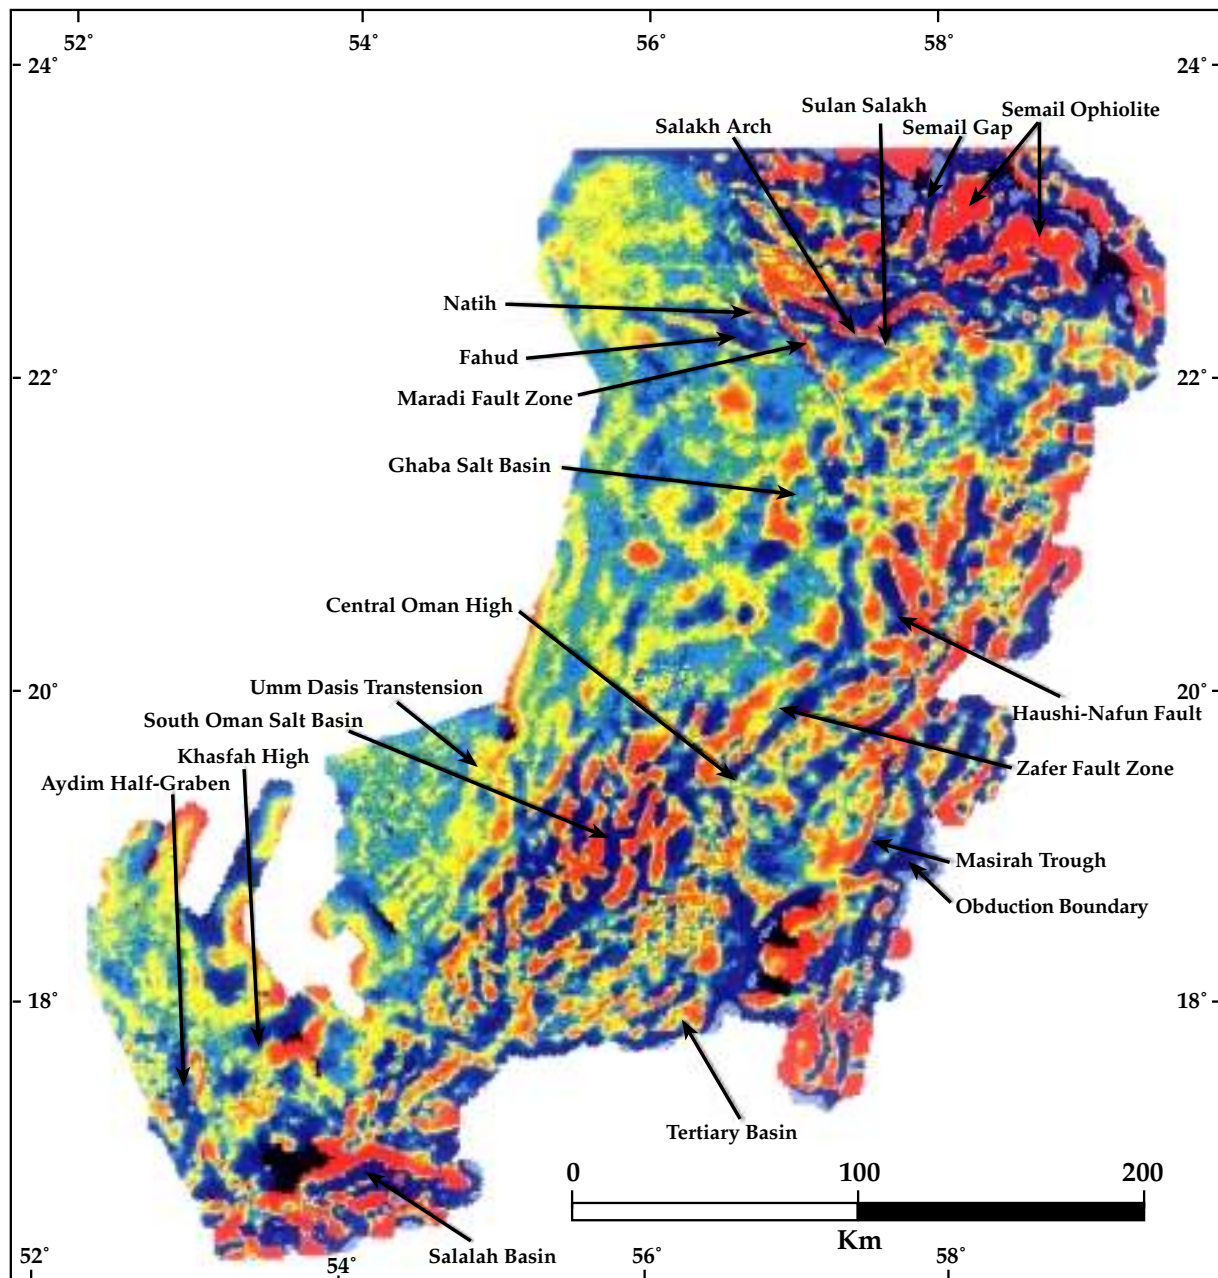 52˚
54˚
56˚
58˚
24˚
24˚
Sulan Salakh
Semail Ophiolite
Salakh Arch
Semail Gap
Natih
Fahud
22˚
22˚
Maradi Fault Zone
Ghaba Salt Basin
Central Oman High
Umm Dasis Transtension
20˚
20˚
South Oman Salt Basin
Haushi-Nafun Fault
Khasfah High
Zafer Fault Zone
Aydim Half-Graben
Masirah Trough
Obduction Boundary
18˚
18˚
Tertiary Basin
0
100
200
Km
Salalah Basin
52˚
54˚
56˚
58˚